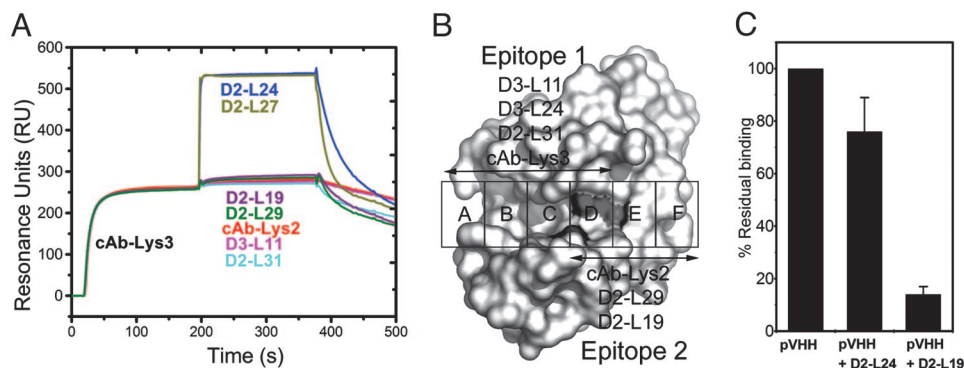 A
Resonance Units (RU)
600
500
400
300
200
100
0
D2-L24
D2-L27
cAb-Lys3
D2-L19
D2-L29
cAb-Lys2
D3-L11
D2-L31
0 100 200 300 400 500
Time (s)
B
Epitope 1
D3-L11
D3-L24
D2-L31
cAb-Lys3
A B C D E F
cAb-Lys2
D2-L29
D2-L19
Epitope 2
C
% Residual binding
100
80
60
40
20
0
pVHH pVHH pVHH
+ D2-L24 + D2-L19